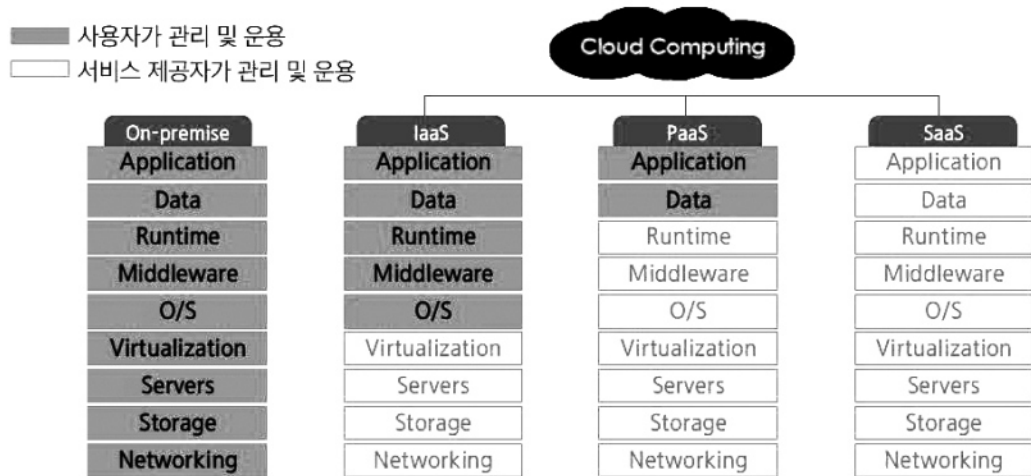 사용자가 관리 및 운용
서비스 제공자가 관리 및 운용
Cloud Computing
On-premise IaaS PaaS SaaS
Application Application Application Application
Data Data Data Data
Runtime Runtime Runtime Runtime
Middleware Middleware Middleware Middleware
O/S O/S O/S O/S
Virtualization Virtualization Virtualization Virtualization
Servers Servers Servers Servers
Storage Storage Storage Storage
Networking Networking Networking Networking